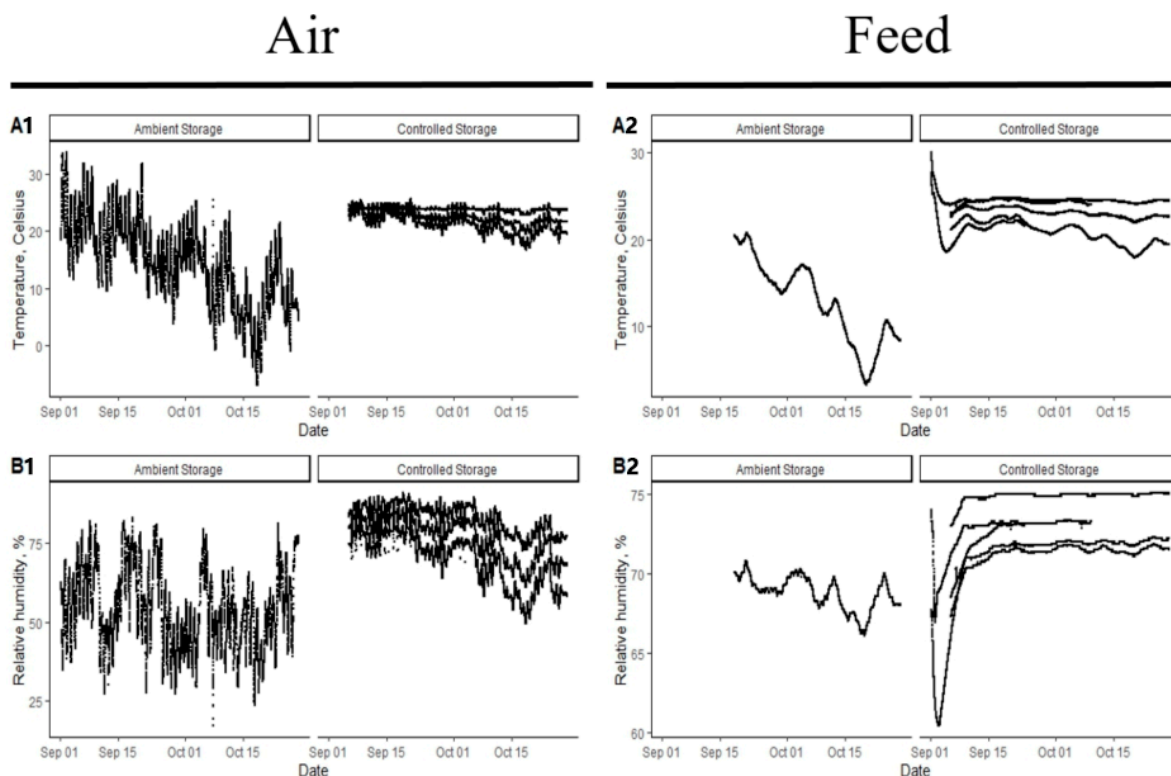 Air
Feed
A1
Ambient Storage
Controlled Storage
Temperature, Celsius
30
20
10
0
Sep 01 Sep 15 Oct 01 Oct 15
Sep 01 Sep 15 Oct 01 Oct 15
Date
A2
Ambient Storage
Controlled Storage
Temperature, Celsius
30
20
10
Sep 01 Sep 15 Oct 01 Oct 15
Sep 01 Sep 15 Oct 01 Oct 15
Date
B1
Ambient Storage
Controlled Storage
Relative humidity, %
75
50
25
Sep 01 Sep 15 Oct 01 Oct 15
Sep 01 Sep 15 Oct 01 Oct 15
Date
B2
Ambient Storage
Controlled Storage
Relative humidity, %
75
70
65
60
Sep 01 Sep 15 Oct 01 Oct 15
Sep 01 Sep 15 Oct 01 Oct 15
Date